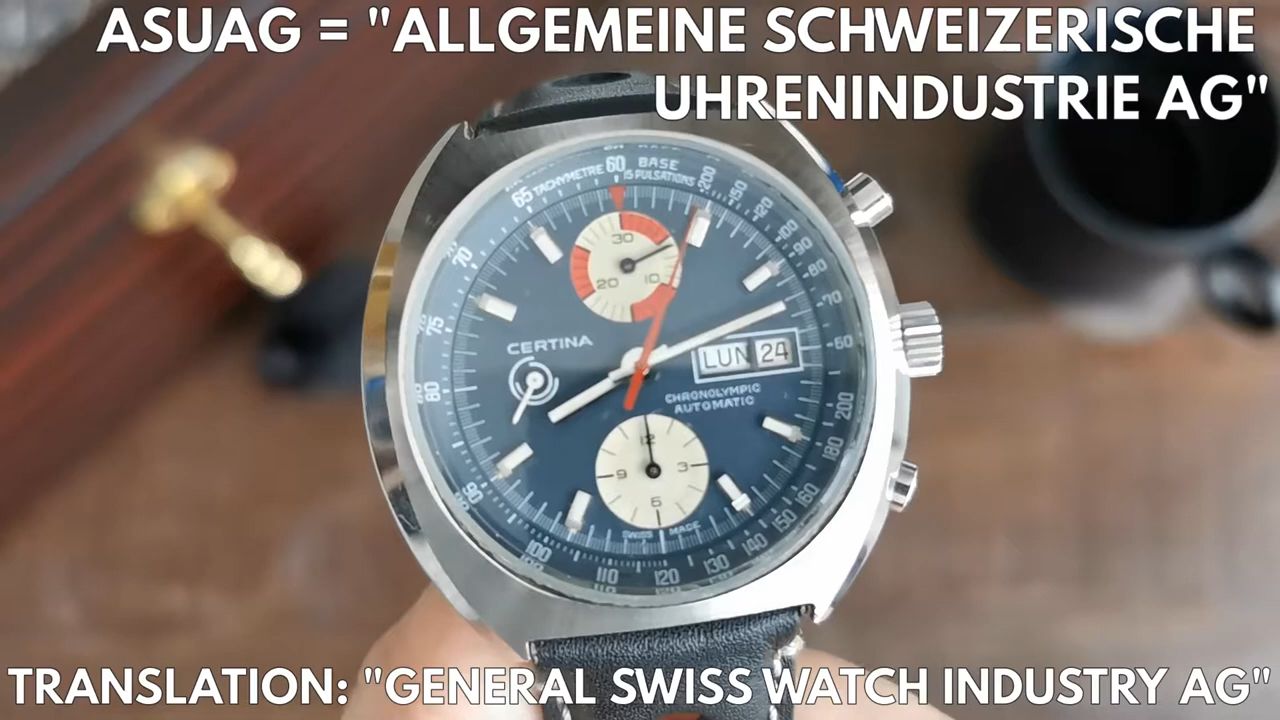 ASUAG = "ALLGEMEINE SCHWEIZERISCHE
UHRENINDUSTRIE AG"
65 TACHYMETRE 60 BASE
15 PULSATIONS 200 150 120 100 90 80 70 60
70
75
80
90
100
110
120
130
140
150
160
180
200
30
20 10
CERTINA
LUN 24
CHRONOLYMPIC
AUTOMATIC
12
9 3
6
SWISS MADE
TRANSLATION: "GENERAL SWISS WATCH INDUSTRY AG"